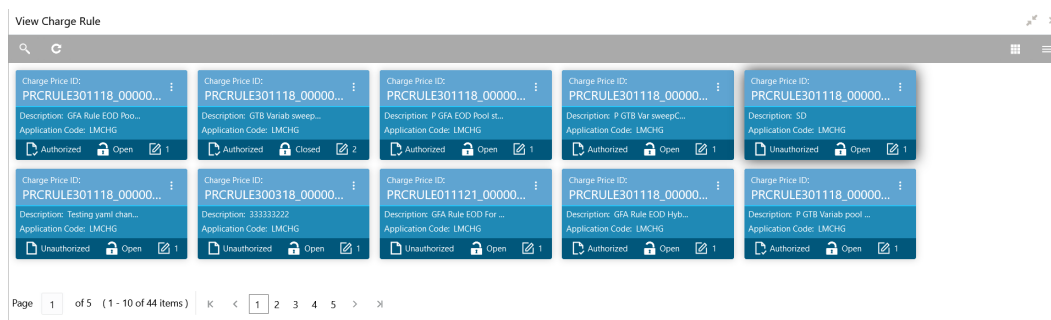 View Charge Rule
Charge Price ID:
PRCRULE301118_00000...
Description: GFA Rule EOD Poo...
Application Code: LMCHG
Authorized Open 1
Charge Price ID:
PRCRULE301118_00000...
Description: GTB Variab sweep...
Application Code: LMCHG
Authorized Closed 2
Charge Price ID:
PRCRULE301118_00000...
Description: P GFA EOD Pool st...
Application Code: LMCHG
Authorized Open 1
Charge Price ID:
PRCRULE301118_00000...
Description: P GTB Var sweepC...
Application Code: LMCHG
Authorized Open 1
Charge Price ID:
PRCRULE301118_00000...
Description: SD
Application Code: LMCHG
Unauthorized Open 1
Charge Price ID:
PRCRULE301118_00000...
Description: Testing yaml chan...
Application Code: LMCHG
Unauthorized Open 1
Charge Price ID:
PRCRULE300318_00000...
Description: 333333222
Application Code: LMCHG
Unauthorized Open 1
Charge Price ID:
PRCRULE011121_00000...
Description: GFA Rule EOD For ...
Application Code: LMCHG
Unauthorized Open 1
Charge Price ID:
PRCRULE301118_00000...
Description: GFA Rule EOD Hyb...
Application Code: LMCHG
Authorized Open 1
Charge Price ID:
PRCRULE301118_00000...
Description: P GTB Variab pool ...
Application Code: LMCHG
Authorized Open 1
Page 1 of 5 (1 - 10 of 44 items) 1 2 3 4 5